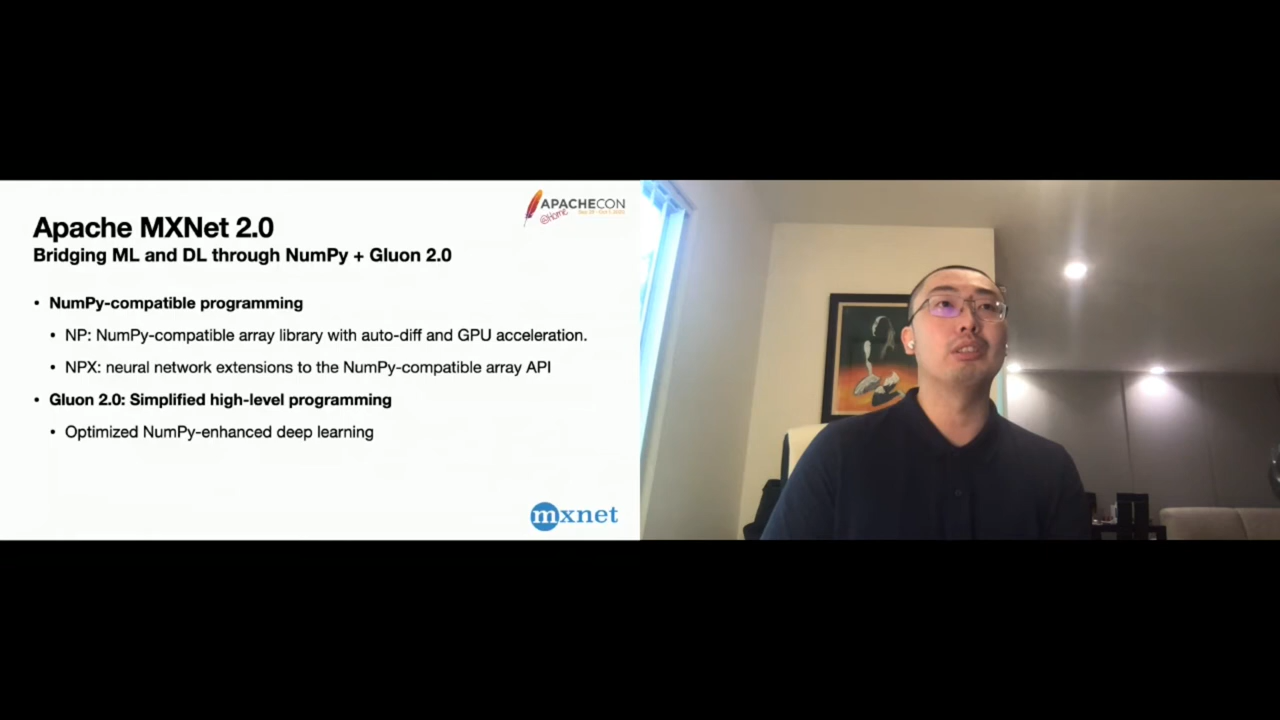 APACHECON
@Home
Apache MXNet 2.0
Bridging ML and DL through NumPy + Gluon 2.0
• NumPy-compatible programming
• NP: NumPy-compatible array library with auto-diff and GPU acceleration.
• NPX: neural network extensions to the NumPy-compatible array API
• Gluon 2.0: Simplified high-level programming
• Optimized NumPy-enhanced deep learning
mxnet